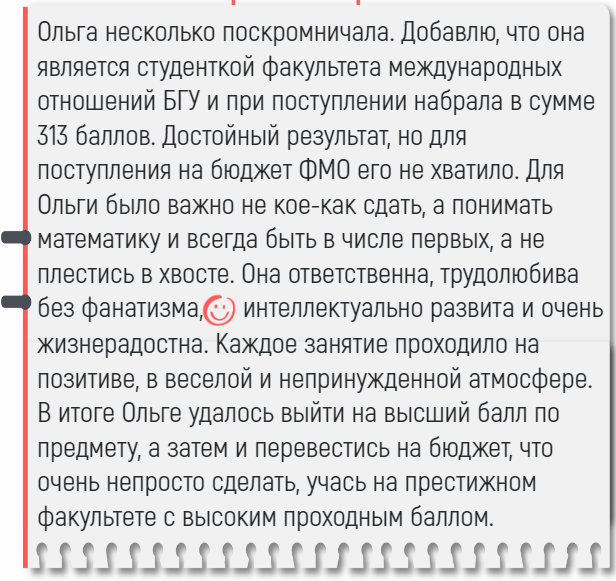 Ольга несколько поскромничала. Добавлю, что она
является студенткой факультета международных
отношений БГУ и при поступлении набрала в сумме
313 баллов. Достойный результат, но для
поступления на бюджет ФМО его не хватило. Для
Ольги было важно не кое-как сдать, а понимать
математику и всегда быть в числе первых, а не
плестись в хвосте. Она ответственна, трудолюбива
без фанатизма, интеллектуально развита и очень
жизнерадостна. Каждое занятие проходило на
позитиве, в веселой и непринужденной атмосфере.
В итоге Ольге удалось выйти на высший балл по
предмету, а затем и перевестись на бюджет, что
очень непросто сделать, учась на престижном
факультете с высоким проходным баллом.